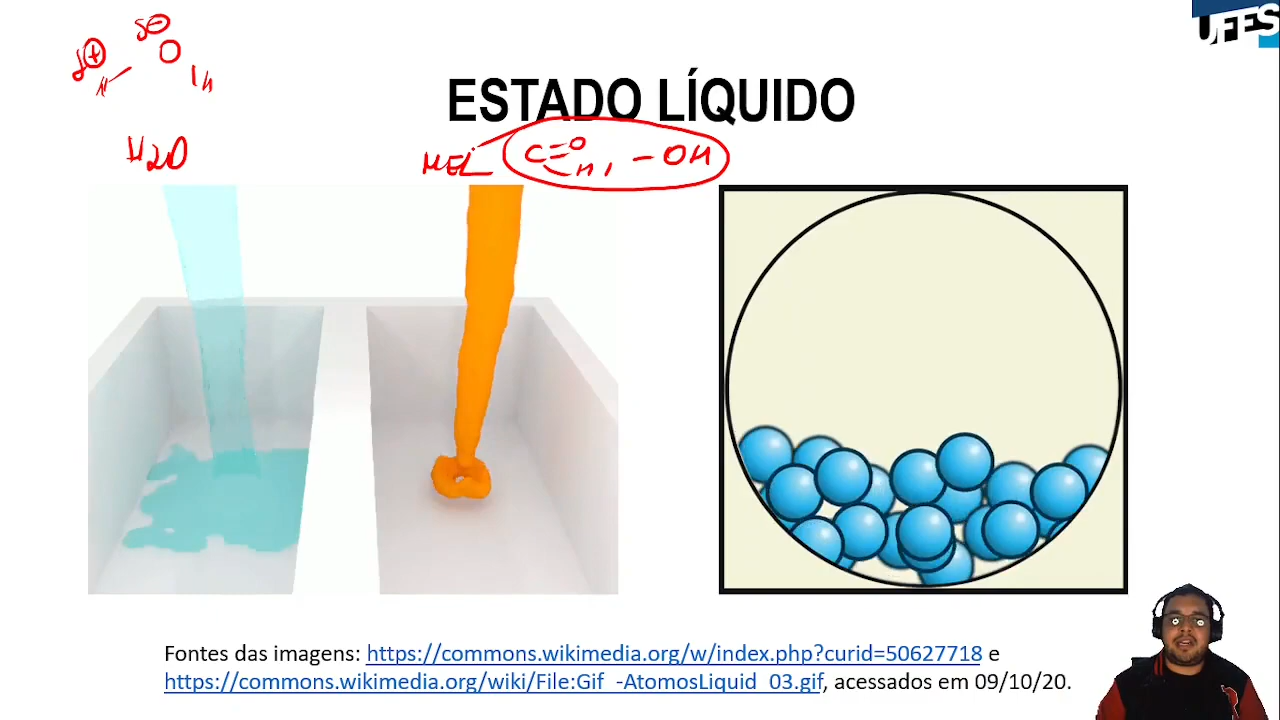 UFES
δ⊖
δ⊕
O
H
H
ESTADO LÍQUIDO
H2O
MEL
C=O
H, -OH
Fontes das imagens: https://commons.wikimedia.org/w/index.php?curid=50627718 e
https://commons.wikimedia.org/wiki/File:Gif_-AtomosLiquid_03.gif, acessados em 09/10/20.